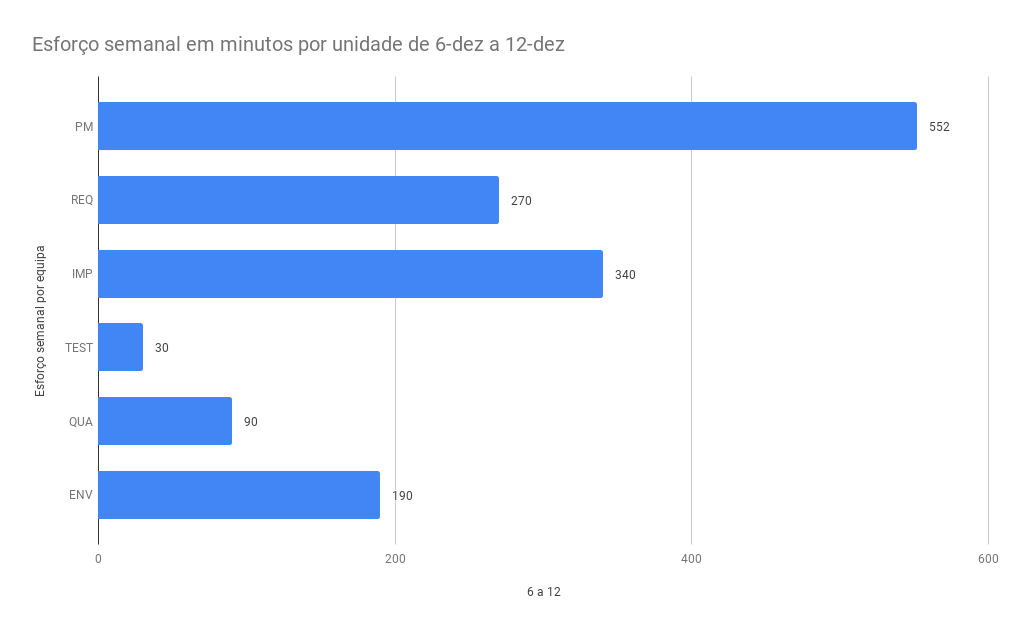 Esforço semanal em minutos por unidade de 6-dez a 12-dez
Esforço semanal por equipa
PM
552
REQ
270
IMP
340
TEST
30
QUA
90
ENV
190
0
200
400
600
6 a 12